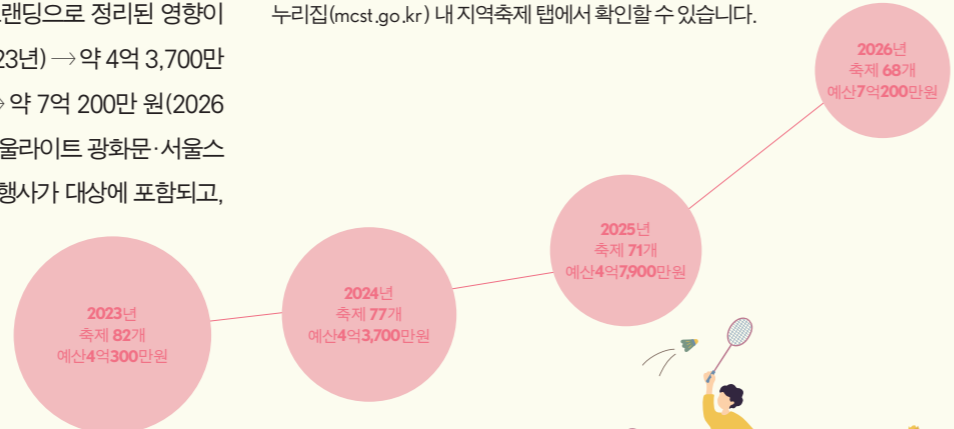 랜딩으로 정리된 영향이
23년) → 약 4억 3,700만
약 7억 200만 원(2026
울라이트 광화문·서울스
행사가 대상에 포함되고,
누리집(mcst.go.kr) 내 지역축제 탭에서 확인할 수 있습니다.
2023년
축제 82개
예산4억300만원
2024년
축제 77개
예산4억3,700만원
2025년
축제 71개
예산4억7,900만원
2026년
축제 68개
예산7억200만원